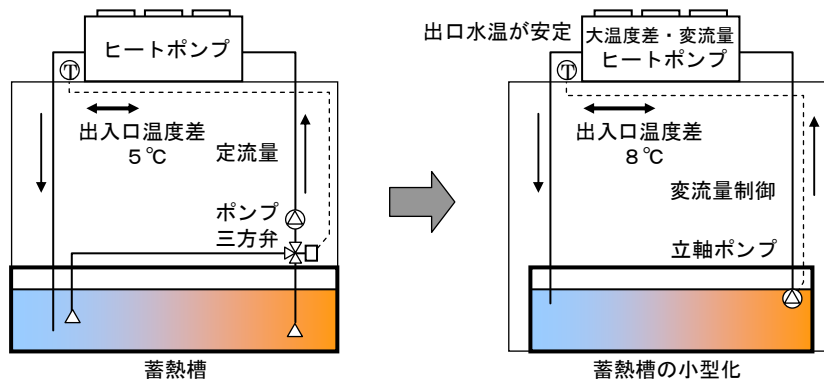 ヒートポンプ
T
出入口温度差
5℃
定流量
ポンプ
三方弁
蓄熱槽
出口水温が安定
大温度差・変流量
ヒートポンプ
T
出入口温度差
8℃
変流量制御
立軸ポンプ
蓄熱槽の小型化